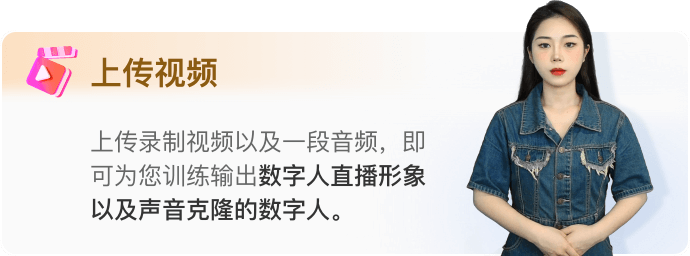 上传视频
上传录制视频以及一段音频，即
可为您训练输出数字人直播形象
以及声音克隆的数字人。